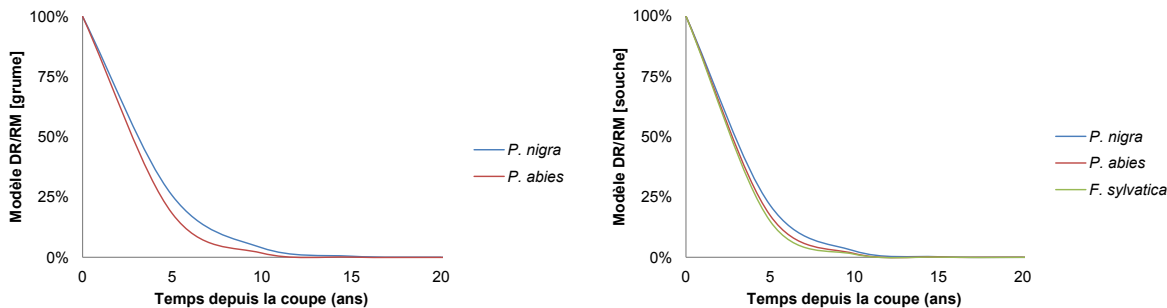 Modèle DR/RM [grume]
100%
75%
50%
25%
0%
0 5 10 15 20
Temps depuis la coupe (ans)
P. nigra
P. abies
Modèle DR/RM [souche]
100%
75%
50%
25%
0%
0 5 10 15 20
Temps depuis la coupe (ans)
P. nigra
P. abies
F. sylvatica